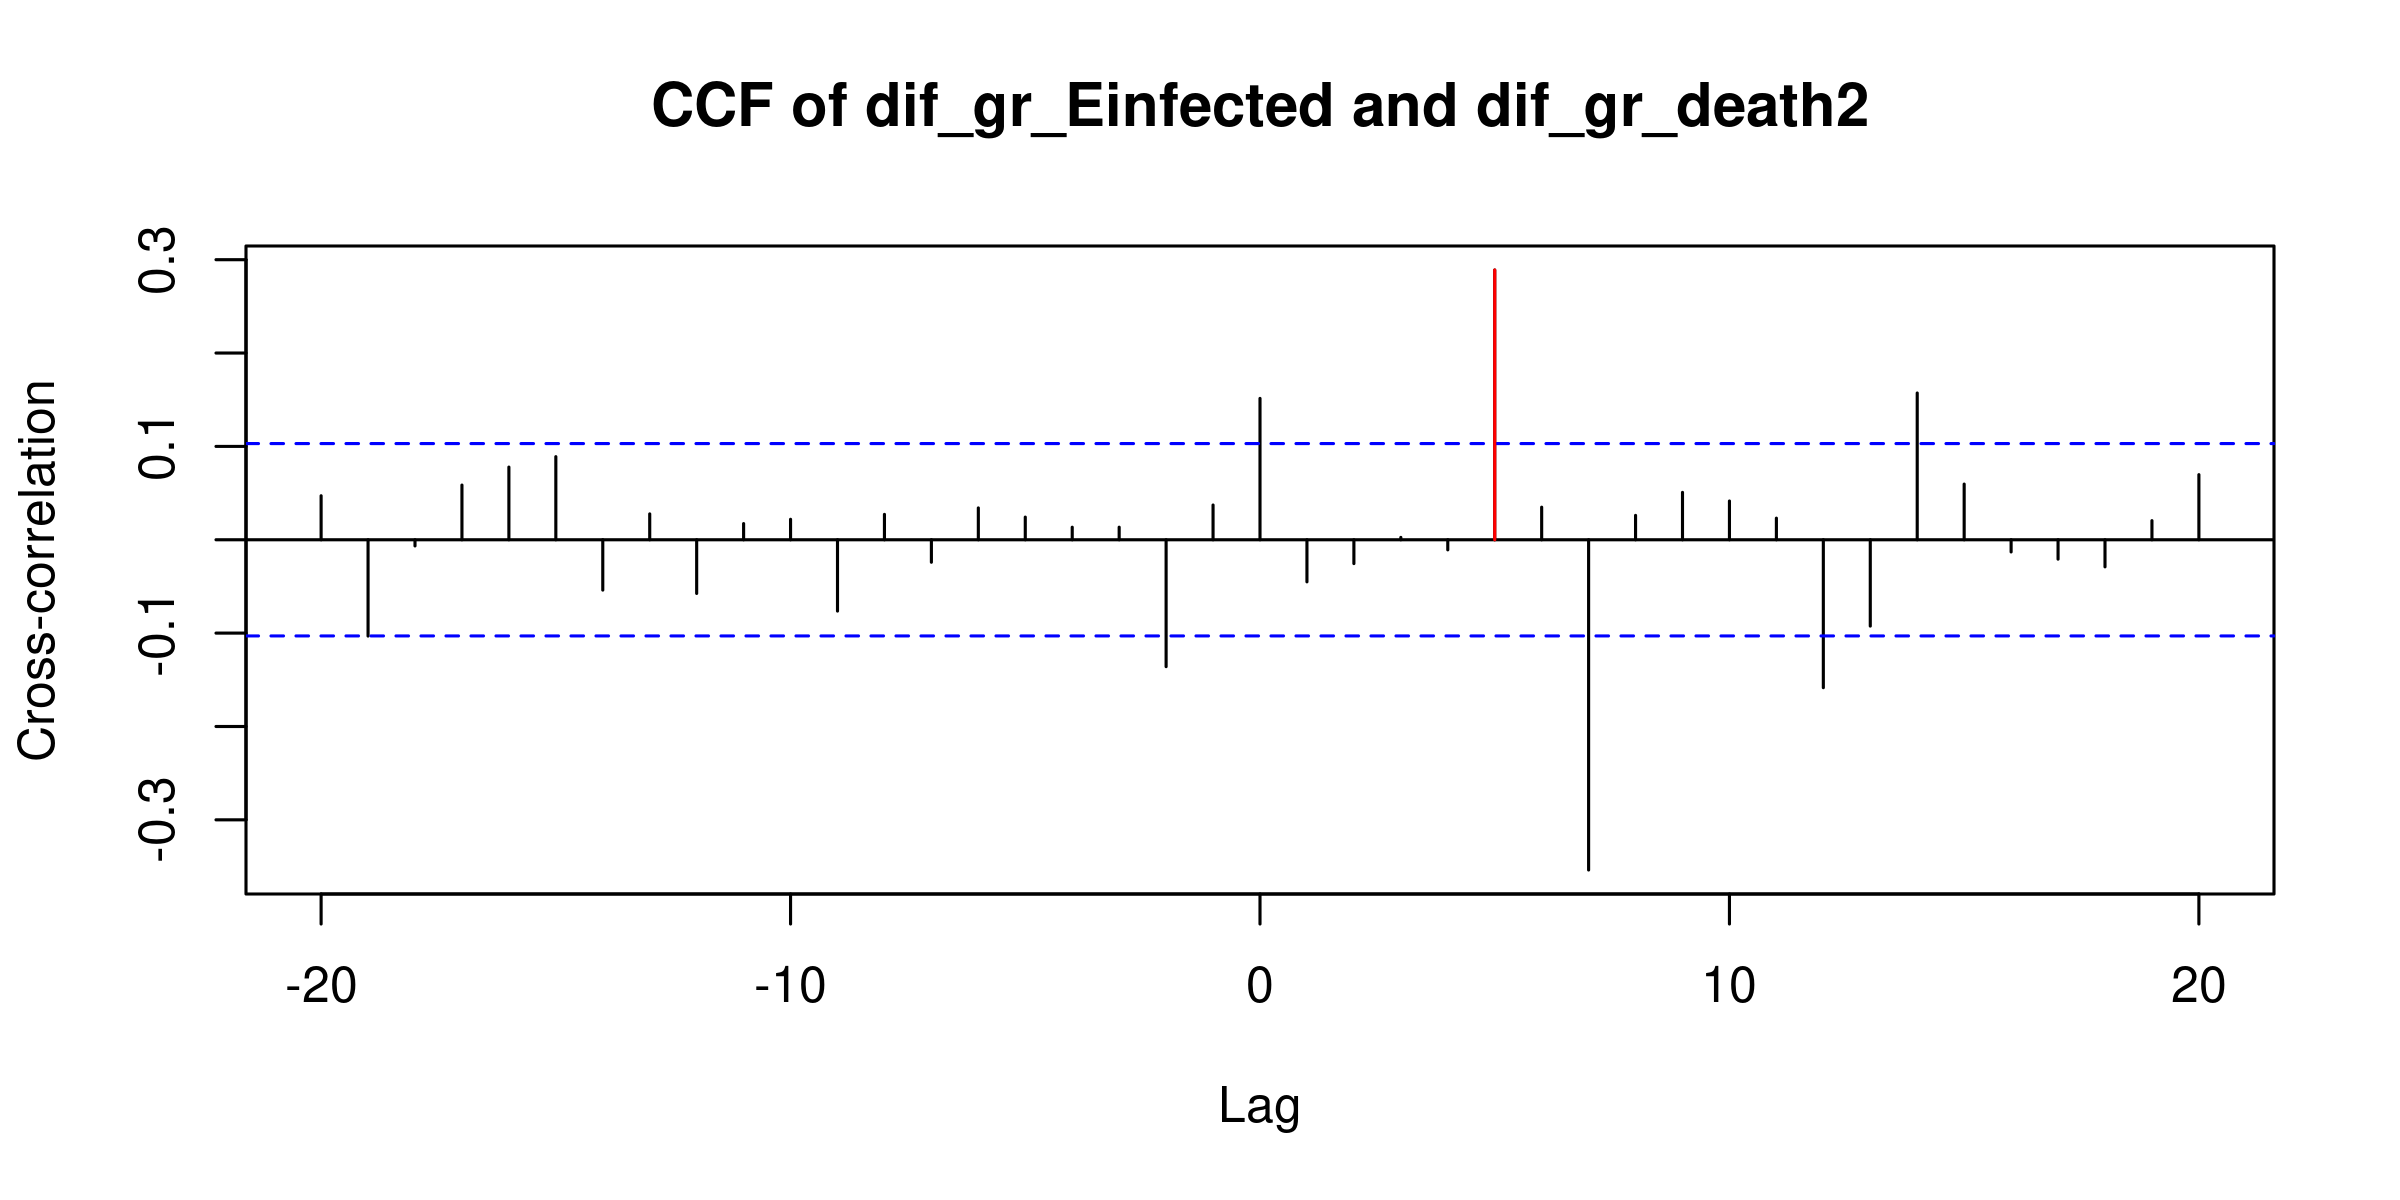 CCF of dif_gr_Einfected and dif_gr_death2
Cross-correlation
0.3
0.1
-0.1
-0.3
-20 -10 0 10 20
Lag